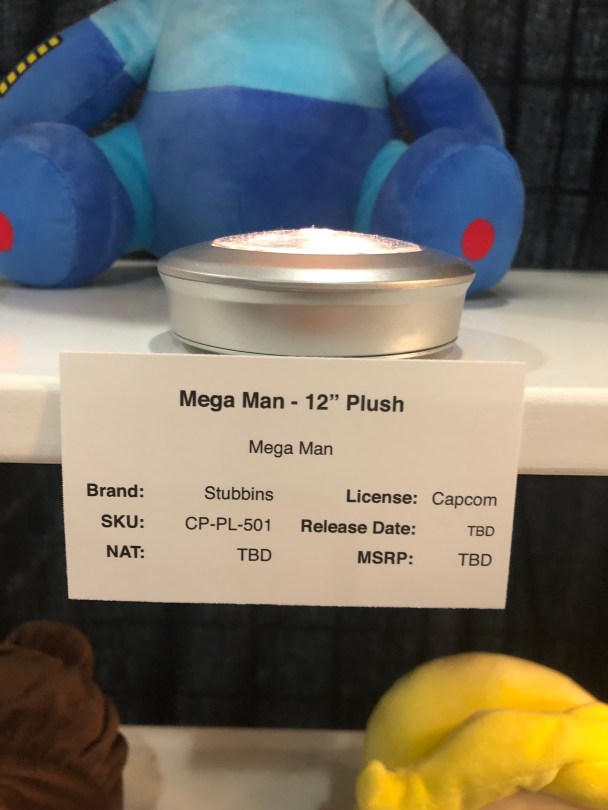 Mega Man - 12” Plush
Mega Man
Brand: Stubbins License: Capcom
SKU: CP-PL-501 Release Date: TBD
NAT: TBD MSRP: TBD